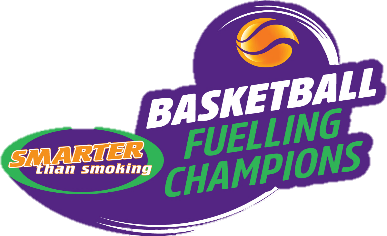 BASKETBALL
FUELLING
CHAMPIONS
SMARTER
than smoking